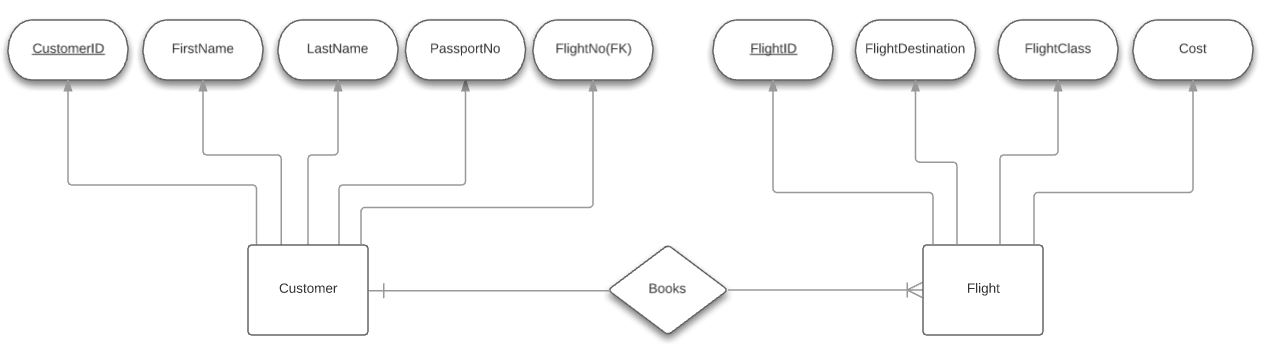 CustomerID
FirstName
LastName
PassportNo
FlightNo(FK)
FlightID
FlightDestination
FlightClass
Cost
Customer
Books
Flight